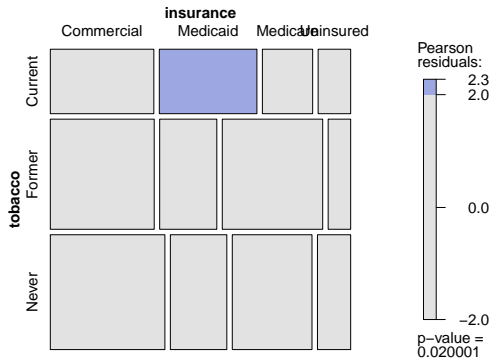 insurance
Commercial Medicaid Medicare Uninsured
tobacco
Current
Former
Never
Pearson
residuals:
2.3
2.0
0.0
−2.0
p−value =
0.020001